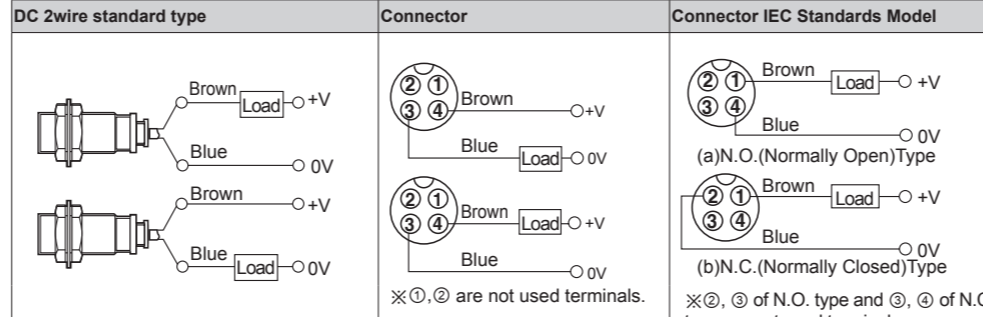 DC 2wire standard type
Connector
Connector IEC Standards Model
Brown
Load
+V
Blue
0V
Brown
+V
Blue
Load
0V
② ①
③ ④
Brown
+V
Blue
Load
0V
② ①
③ ④
Brown
Load
+V
Blue
0V
※①,② are not used terminals.
② ①
③ ④
Brown
Load
+V
Blue
0V
(a)N.O.(Normally Open)Type
② ①
③ ④
Brown
Load
+V
Blue
0V
(b)N.C.(Normally Closed)Type
※②, ③ of N.O. type and ③, ④ of N.C